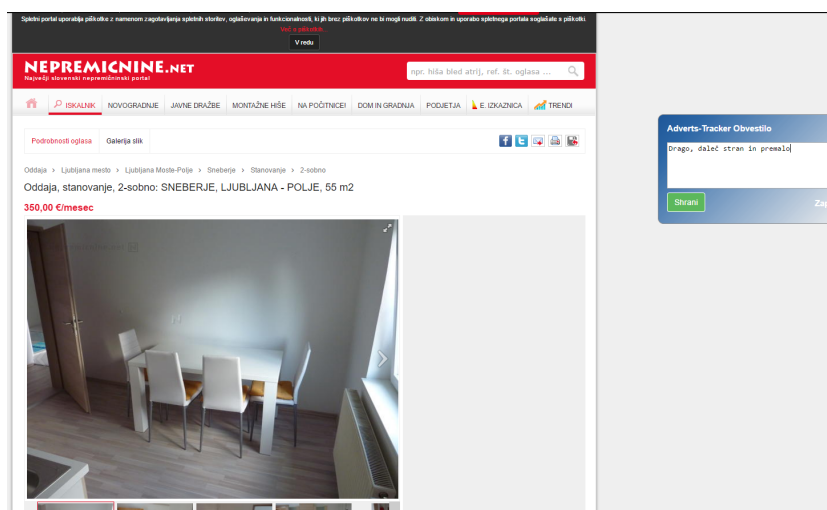 Spletni portal uporablja piškotke z namenom zagotavljanja spletnih storitev, oglaševanja in funkcionalnosti, ki jih brez piškotkov ne bi mogli nuditi. Z obiskom in uporabo spletnega portala soglašate s piškotki.
Več o piškotkih...
V redu
NEPREMICNINE.NET
Največji slovenski nepremičninski portal
npr. hiša bled atrij, ref. št. oglasa ...
ISKALNIK NOVOGRADNJE JAVNE DRAŽBE MONTAŽNE HIŠE NA POČITNICE! DOM IN GRADNJA PODJETJA E. IZKAZNICA TRENDI
Adverts-Tracker Obvestilo
Podrobnosti oglasa Galerija slik
Drago, daleč stran in premalo
Oddaja > Ljubljana mesto > Ljubljana Moste-Polje > Sneberje > Stanovanje > 2-sobno
Oddaja, stanovanje, 2-sobno: SNEBERJE, LJUBLJANA - POLJE, 55 m2
Shrani
350,00 €/mesec